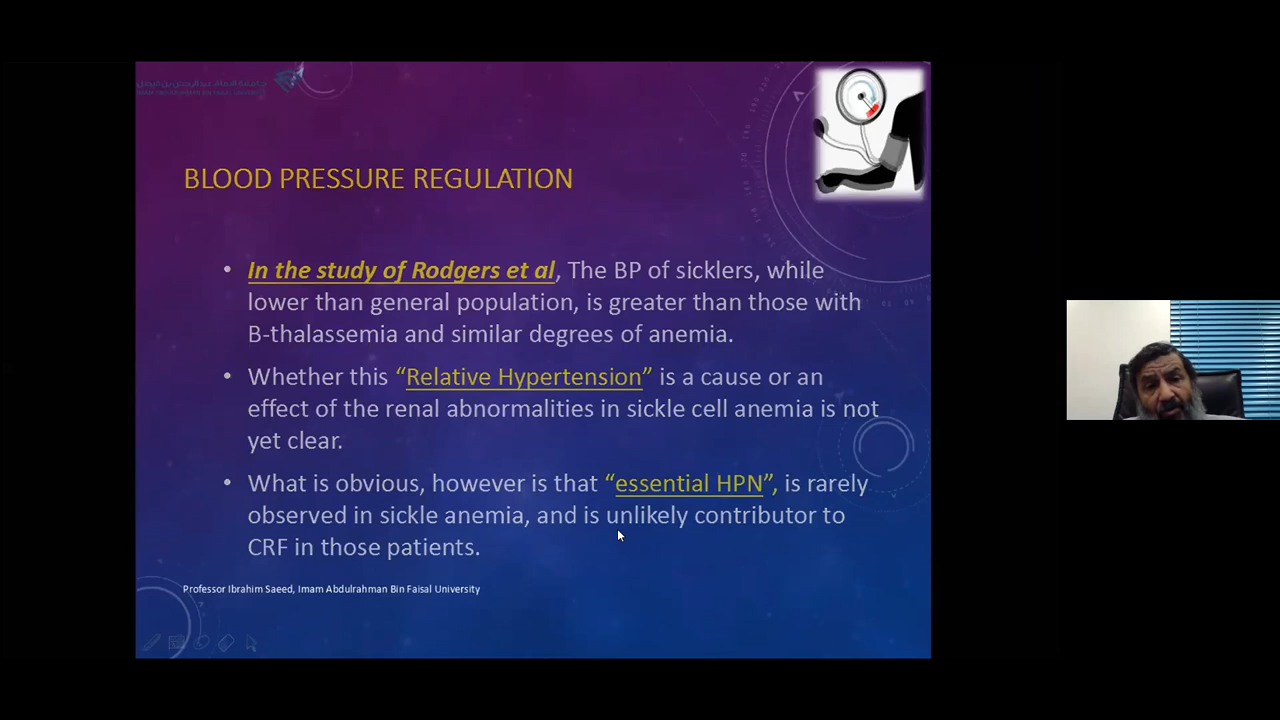 BLOOD PRESSURE REGULATION
• In the study of Rodgers et al, The BP of sicklers, while
lower than general population, is greater than those with
B-thalassemia and similar degrees of anemia.
• Whether this “Relative Hypertension” is a cause or an
effect of the renal abnormalities in sickle cell anemia is not
yet clear.
• What is obvious, however is that “essential HPN”, is rarely
observed in sickle anemia, and is unlikely contributor to
CRF in those patients.
Professor Ibrahim Saeed, Imam Abdulrahman Bin Faisal University